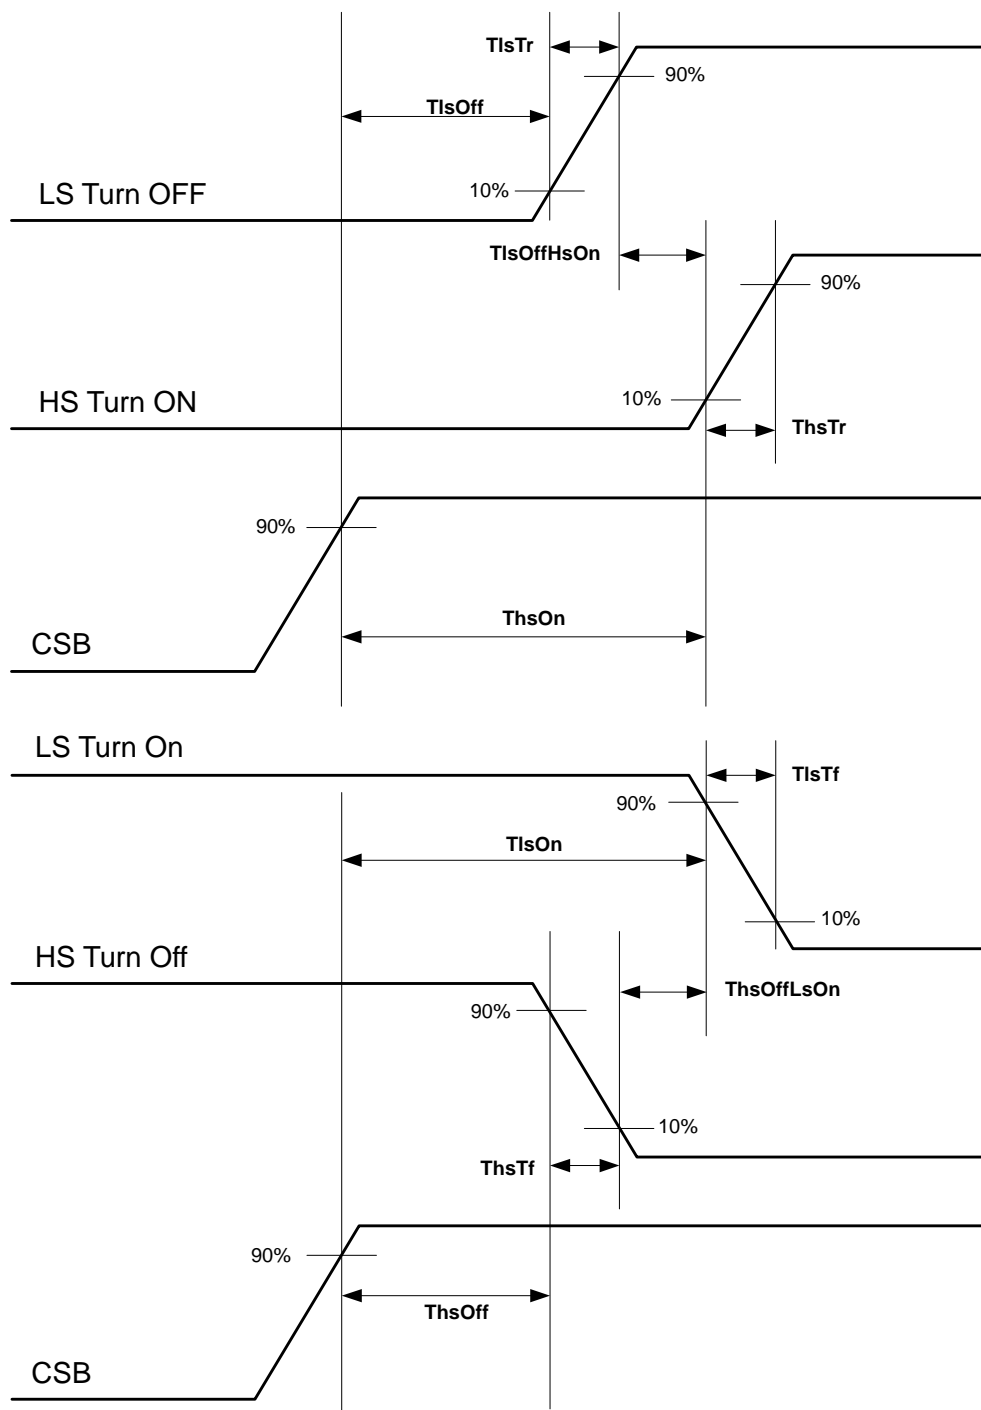 TlsTr
90%
TlsOff
10%
LS Turn OFF
TlsOffHsOn
90%
HS Turn ON
10%
ThsTr
90%
ThsOn
CSB
LS Turn On
TlsTf
90%
TlsOn
10%
HS Turn Off
ThsOffLsOn
90%
10%
ThsTf
90%
ThsOff
CSB